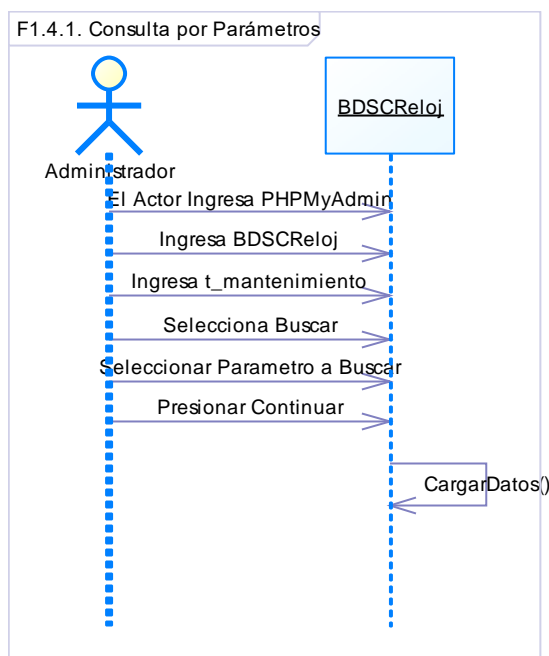 F1.4.1. Consulta por Parámetros
BDSCReloj
Administrador
El Actor Ingresa PHPMyAdmin
Ingresa BDSCReloj
Ingresa t_mantenimiento
Selecciona Buscar
Seleccionar Parametro a Buscar
Presionar Continuar
CargarDatos()